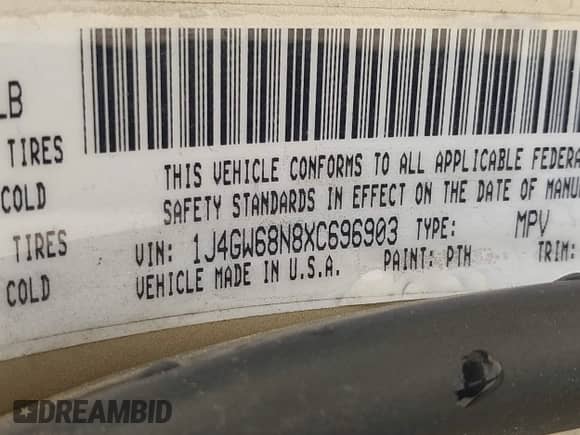 LB
TIRES
COLD
TIRES
COLD
THIS VEHICLE CONFORMS TO ALL APPLICABLE FEDERA
SAFETY STANDARDS IN EFFECT ON THE DATE OF MANU
VIN: 1J4GW68N8XC696903 TYPE: MPV
VEHICLE MADE IN U.S.A. PAINT: PTH TRIM:
DREAMBID